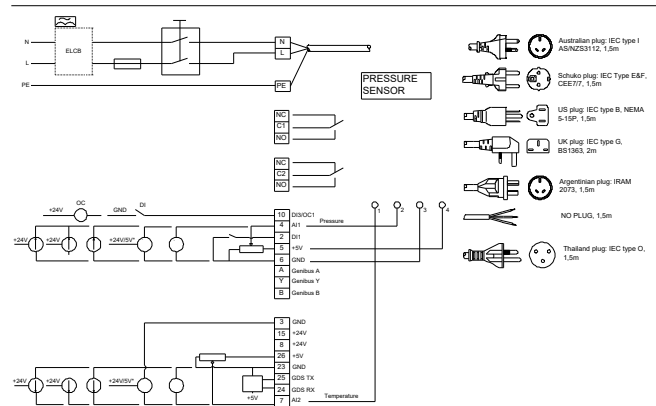 N
L
PE
ELCB
N
L
PE
PRESSURE
SENSOR
NC
C1
NO
NC
C2
NO
+24V
OC
GND
DI
10 DI3/OC1
4 AI1
Pressure
2 DI1
5 +5V
6 GND
A Genibus A
Y Genibus Y
B Genibus B
+24V
+24V
+24V/5V*
1
2
3
4
3 GND
15 +24V
8 +24V
26 +5V
23 GND
25 GDS TX
24 GDS RX
7 AI2
Temperature
+24V
+24V
+24V/5V*
+5V
Australian plug: IEC type I
AS/NZS3112, 1,5m
Schuko plug: IEC Type E&F,
CEE7/7, 1,5m
US plug: IEC type B, NEMA
5-15P, 1,5m
UK plug: IEC type G,
BS1363, 2m
Argentinian plug: IRAM
2073, 1,5m
NO PLUG, 1,5m
Thailand plug: IEC type O,
1,5m